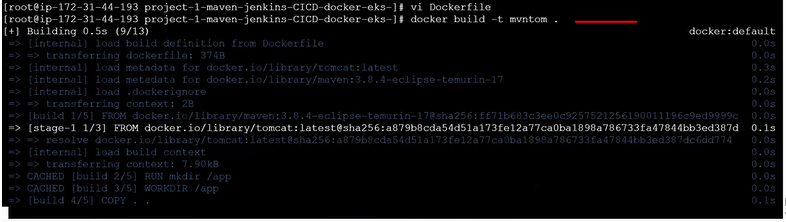 [root@ip-172-31-44-193 project-1-maven-jenkins-CICD-docker-eks-]# vi Dockerfile
[root@ip-172-31-44-193 project-1-maven-jenkins-CICD-docker-eks-]# docker build -t mvntom .
[+] Building 0.5s (9/13) docker:default
=> [internal] load build definition from Dockerfile 0.0s
=> => transferring dockerfile: 374B 0.0s
=> [internal] load metadata for docker.io/library/tomcat:latest 0.3s
=> [internal] load metadata for docker.io/library/maven:3.8.4-eclipse-temurin-17 0.2s
=> [internal] load .dockerignore 0.0s
=> => transferring context: 2B 0.0s
=> [build 1/5] FROM docker.io/library/maven:3.8.4-eclipse-temurin-17@sha256:ff71b683c3ee0c9257521256190011196c9ed9999c 0.0s
=> [stage-1 1/3] FROM docker.io/library/tomcat:latest@sha256:a879b8cda54d51a173fe12a77ca0ba1898a786733fa47844bb3ed387d 0.1s
=> => resolve docker.io/library/tomcat:latest@sha256:a879b8cda54d51a173fe12a77ca0ba1898a786733fa47844bb3ed387dc6dd774 0.0s
=> [internal] load build context 0.0s
=> => transferring context: 7.90kB 0.0s
=> CACHED [build 2/5] RUN mkdir /app 0.0s
=> CACHED [build 3/5] WORKDIR /app 0.0s
=> [build 4/5] COPY . . 0.1s